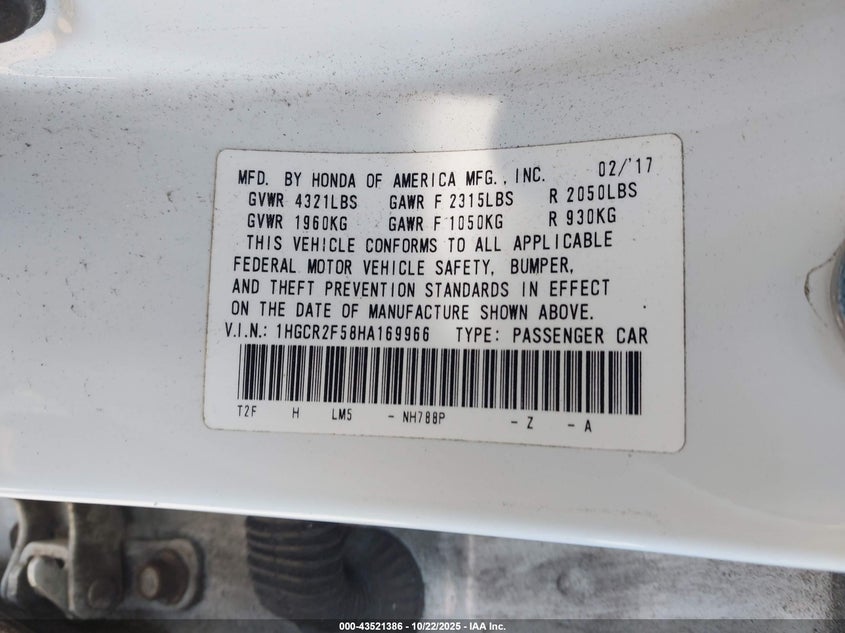 MFD. BY HONDA OF AMERICA MFG., INC. 02/'17
GVWR 4321LBS GAWR F 2315LBS R 2050LBS
GVWR 1960KG GAWR F 1050KG R 930KG
THIS VEHICLE CONFORMS TO ALL APPLICABLE
FEDERAL MOTOR VEHICLE SAFETY, BUMPER,
AND THEFT PREVENTION STANDARDS IN EFFECT
ON THE DATE OF MANUFACTURE SHOWN ABOVE.
V.I.N.: 1HGCR2F58HA169966 TYPE: PASSENGER CAR
T2F H LM5 - NH788P - Z - A
000-43521386 - 10/22/2025 - IAA Inc.